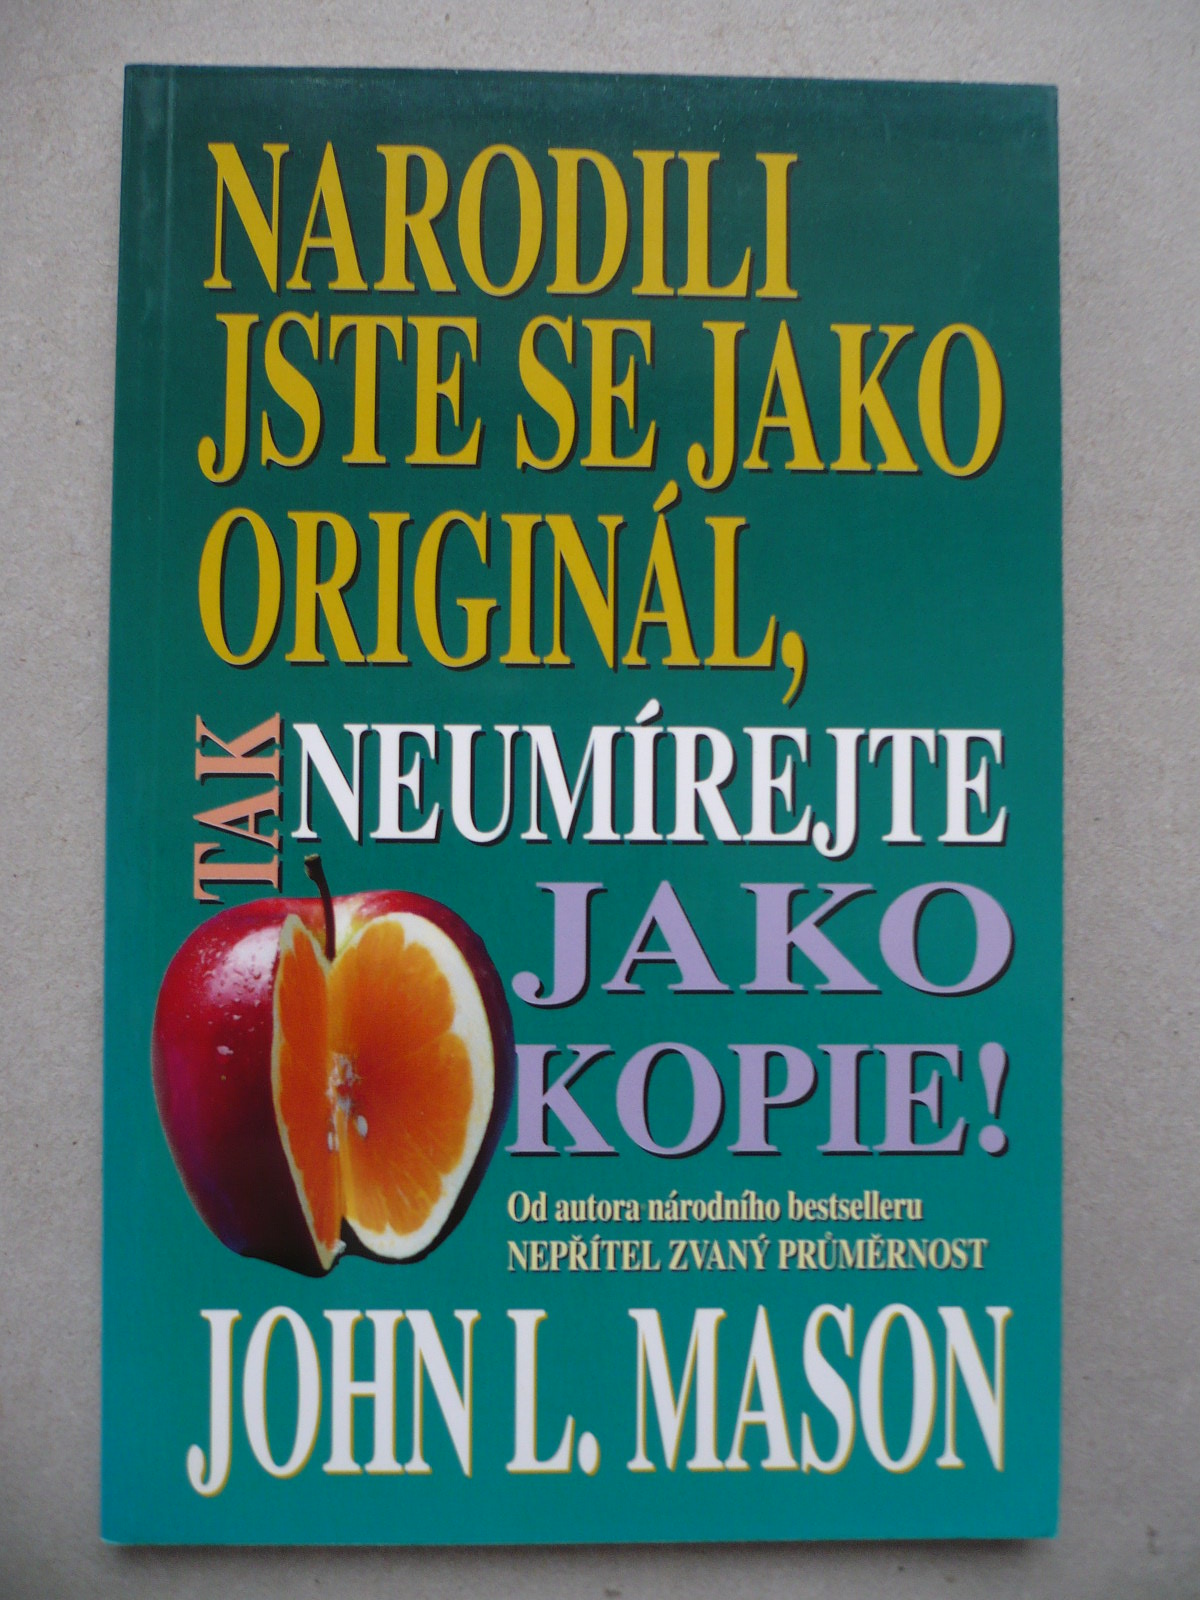 NARODILI
JSTE SE JAKO
ORIGINÁL,
TAK
NEUMÍREJTE
JAKO
KOPIE!
Od autora národního bestselleru
NEPŘÍTEL ZVANÝ PRŮMĚRNOST
JOHN L. MASON